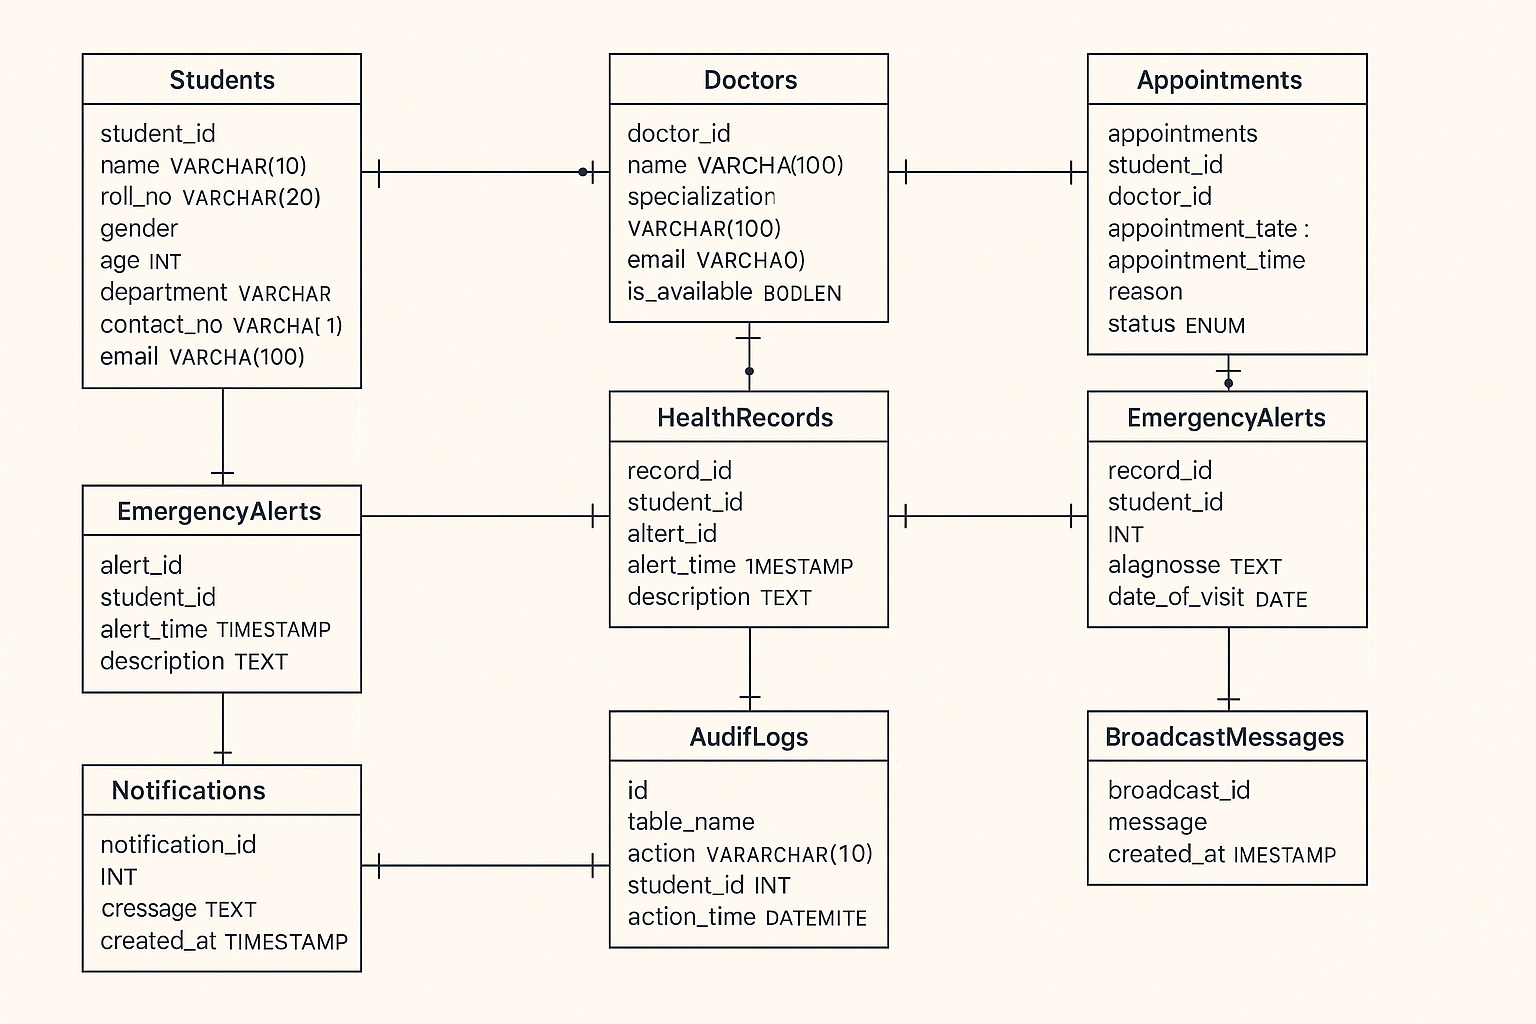 Students
student_id
name VARCHAR(10)
roll_no VARCHAR(20)
gender
age INT
department VARCHAR
contact_no VARCHA[ 1)
email VARCHA(100)
Doctors
doctor_id
name VARCHA(100)
specialization
VARCHAR(100)
email VARCHAO)
is_available BODLEN
Appointments
appointments
student_id
doctor_id
appointment_tate :
appointment_time
reason
status ENUM
EmergencyAlerts
alert_id
student_id
alert_time TIMESTAMP
description TEXT
HealthRecords
record_id
student_id
altert_id
alert_time 1MESTAMP
description TEXT
EmergencyAlerts
record_id
student_id
INT
alagnosse TEXT
date_of_visit DATE
Notifications
notification_id
INT
cressage TEXT
created_at TIMESTAMP
AudifLogs
id
table_name
action VARARCHAR(10)
student_id INT
action_time DATEMITE
BroadcastMessages
broadcast_id
message
created_at IMESTAMP